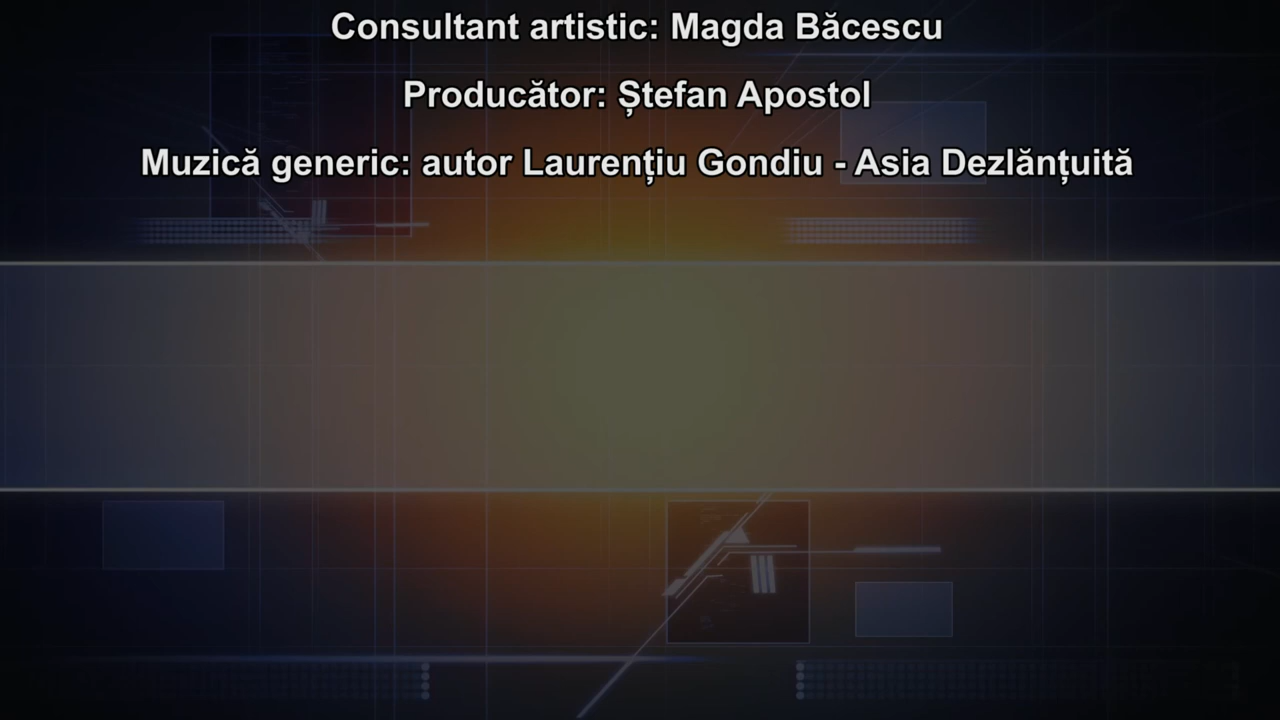 Consultant artistic: Magda Băcescu
Producător: Ștefan Apostol
Muzică generic: autor Laurențiu Gondiu - Asia Dezlănțuită